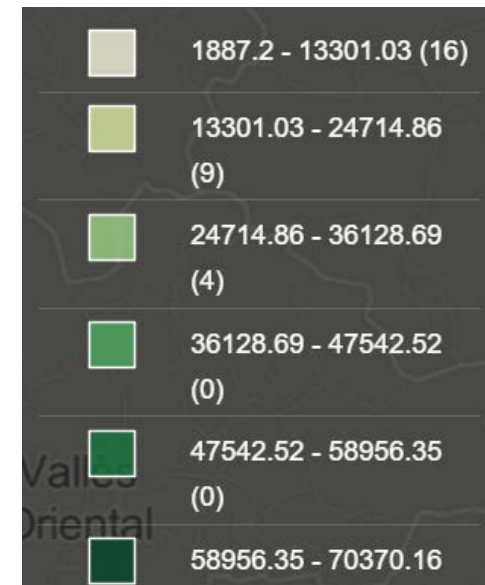 1887.2 - 13301.03 (16)
13301.03 - 24714.86
(9)
24714.86 - 36128.69
(4)
36128.69 - 47542.52
(0)
47542.52 - 58956.35
(0)
Vallès
Oriental
58956.35 - 70370.16